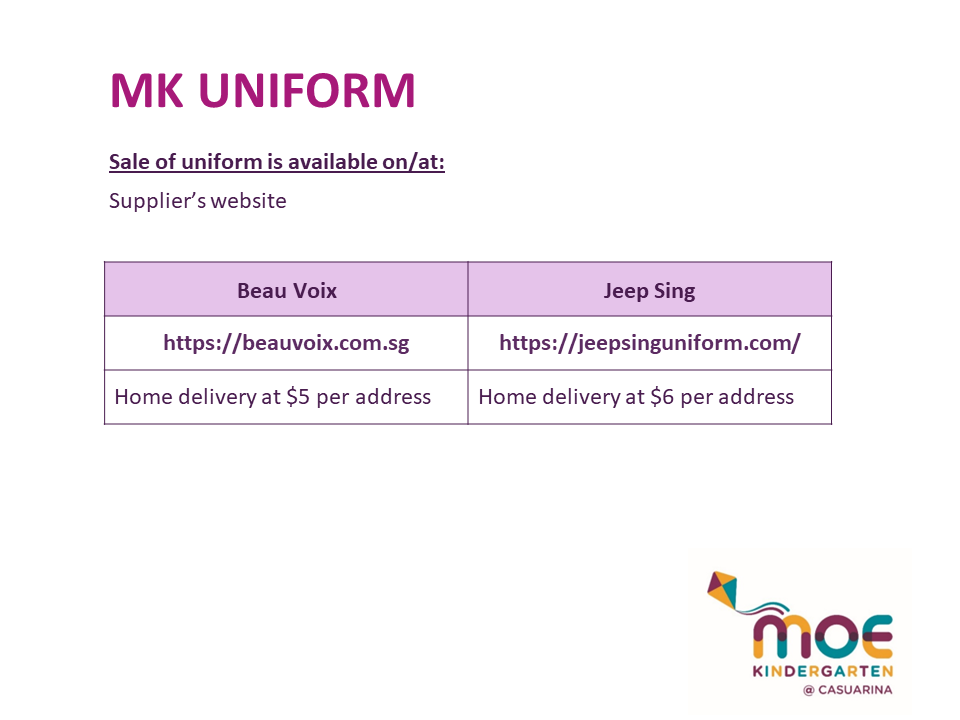 MK UNIFORM
Sale of uniform is available on/at:
Supplier’s website
Beau Voix
Jeep Sing
https://beauvoix.com.sg
https://jeepsinguniform.com/
Home delivery at $5 per address
Home delivery at $6 per address
MOE
KINDERGARTEN
@ CASUARINA